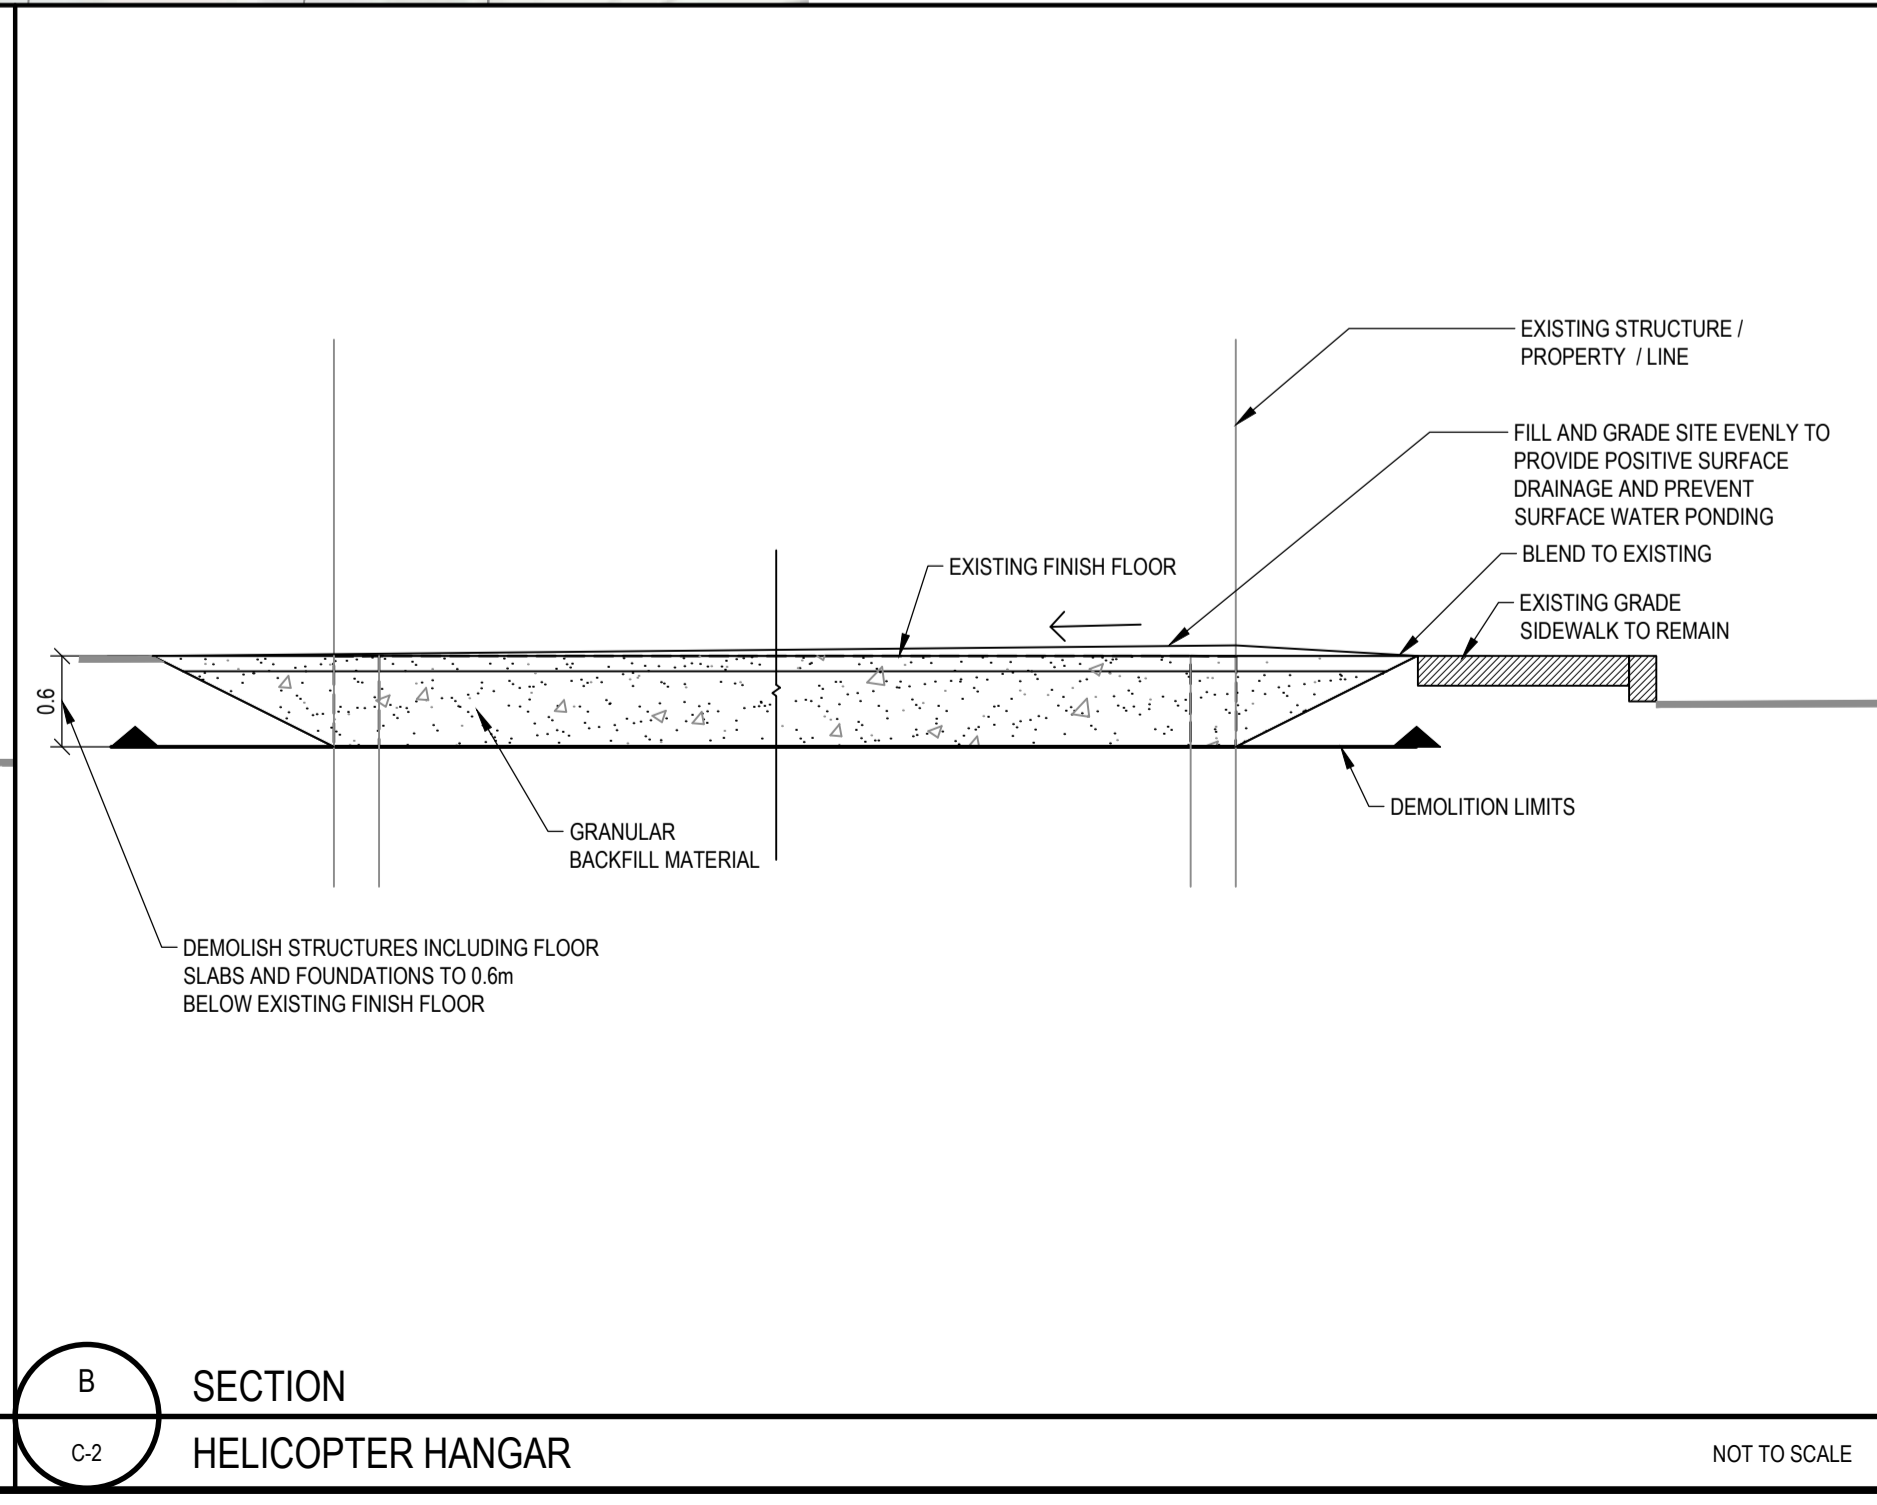 EXISTING STRUCTURE /
PROPERTY / LINE
FILL AND GRADE SITE EVENLY TO
PROVIDE POSITIVE SURFACE
DRAINAGE AND PREVENT
SURFACE WATER PONDING
BLEND TO EXISTING
EXISTING FINISH FLOOR
EXISTING GRADE
SIDEWALK TO REMAIN
0.6
DEMOLITION LIMITS
GRANULAR
BACKFILL MATERIAL
DEMOLISH STRUCTURES INCLUDING FLOOR
SLABS AND FOUNDATIONS TO 0.6m
BELOW EXISTING FINISH FLOOR
B
SECTION
C-2
HELICOPTER HANGAR
NOT TO SCALE